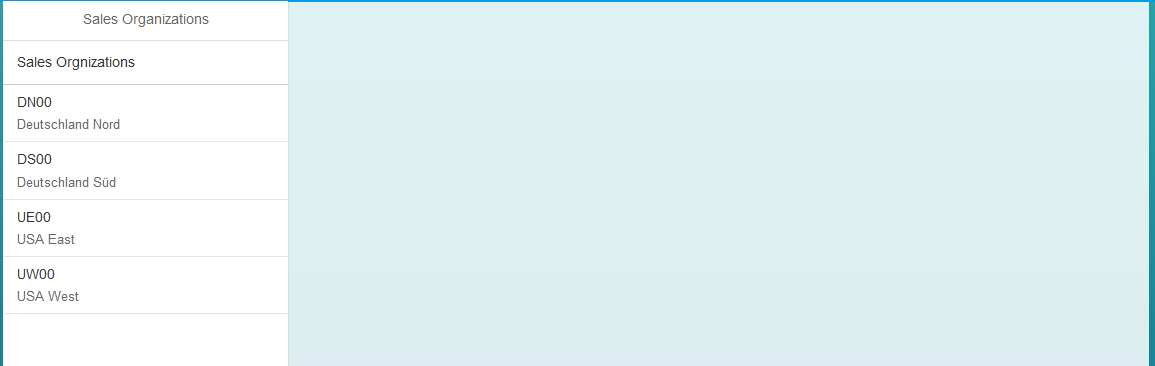 Sales Organizations
Sales Orgnizations
DN00
Deutschland Nord
DS00
Deutschland Süd
UE00
USA East
UW00
USA West